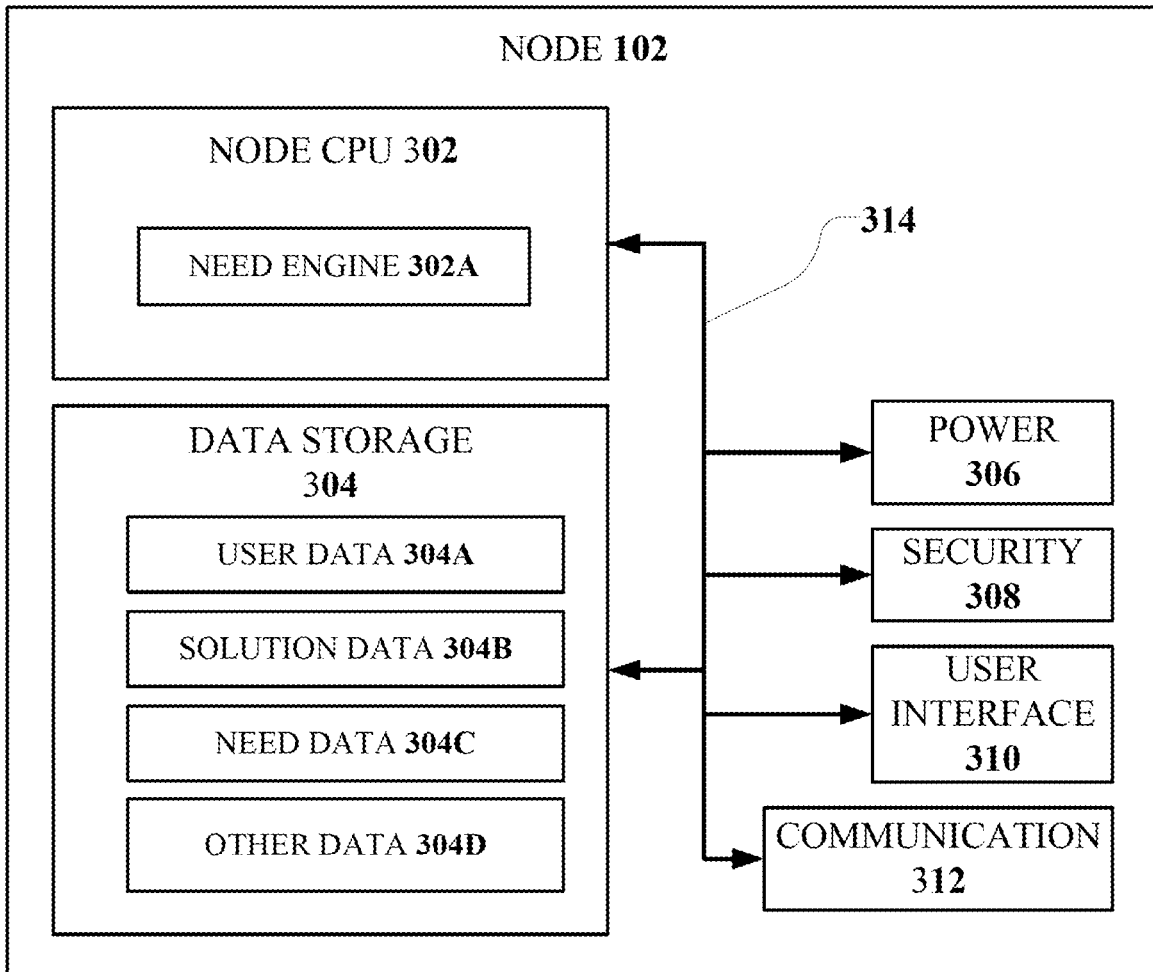 NODE 102
NODE CPU 302
NEED ENGINE 302A
314
DATA STORAGE
304
USER DATA 304A
SOLUTION DATA 304B
NEED DATA 304C
OTHER DATA 304D
POWER
306
SECURITY
308
USER
INTERFACE
310
COMMUNICATION
312